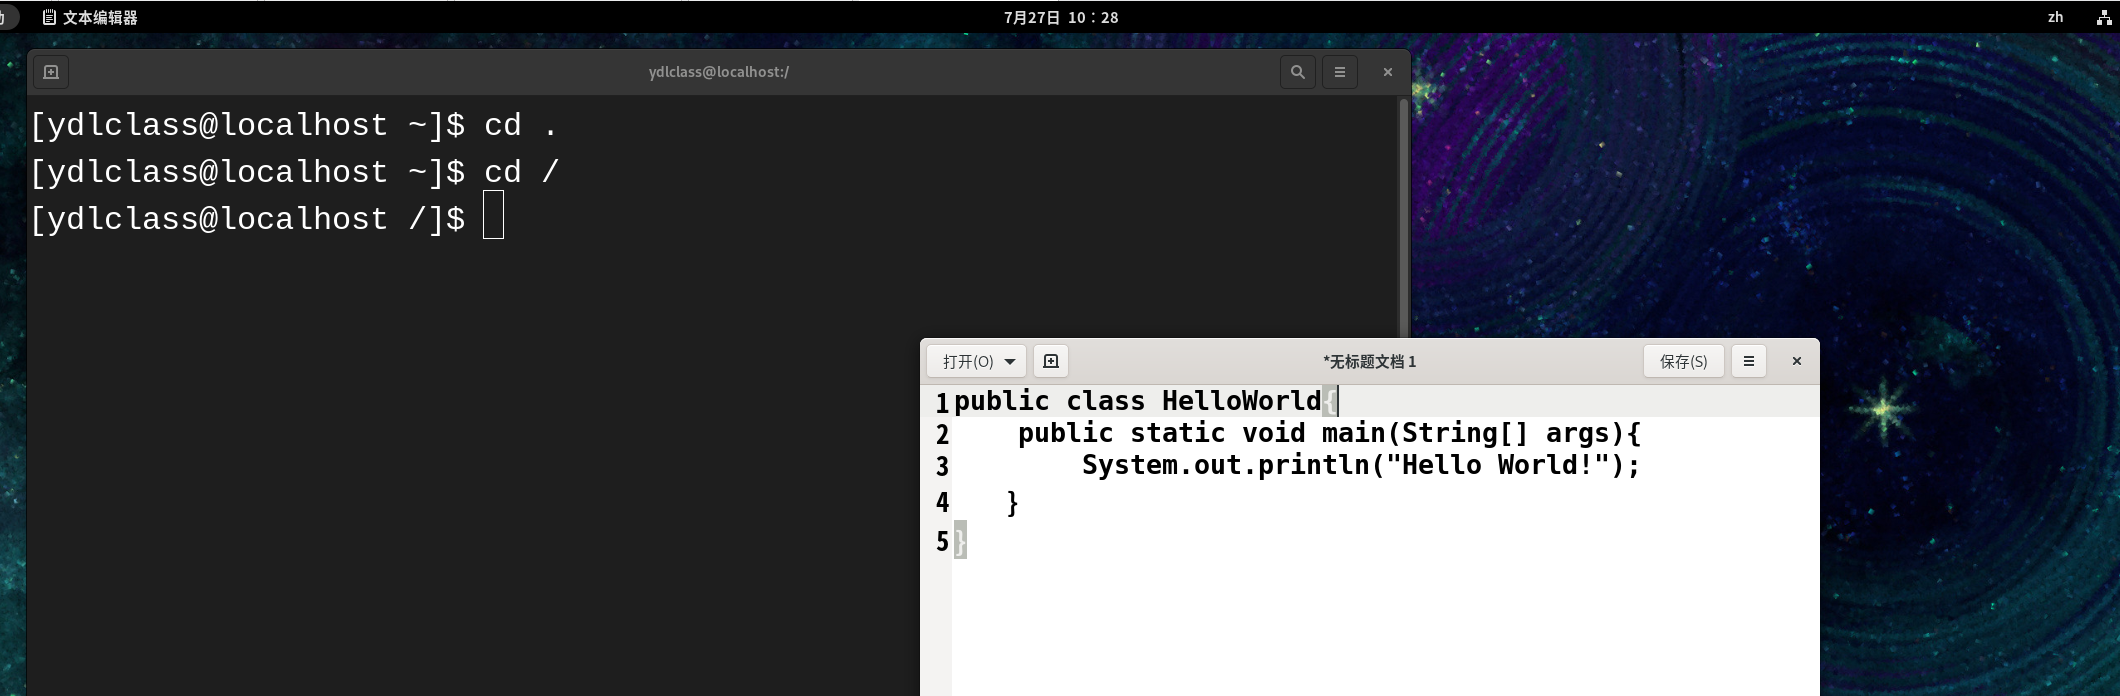 文本编辑器
7月27日 10：28
zh
ydlclass@localhost:/
[ydlclass@localhost ~]$ cd .
[ydlclass@localhost ~]$ cd /
[ydlclass@localhost /]$
打开(O)
*无标题文档 1
保存(S)
1 public class HelloWorld{
2     public static void main(String[] args){
3         System.out.println("Hello World!");
4    }
5 }